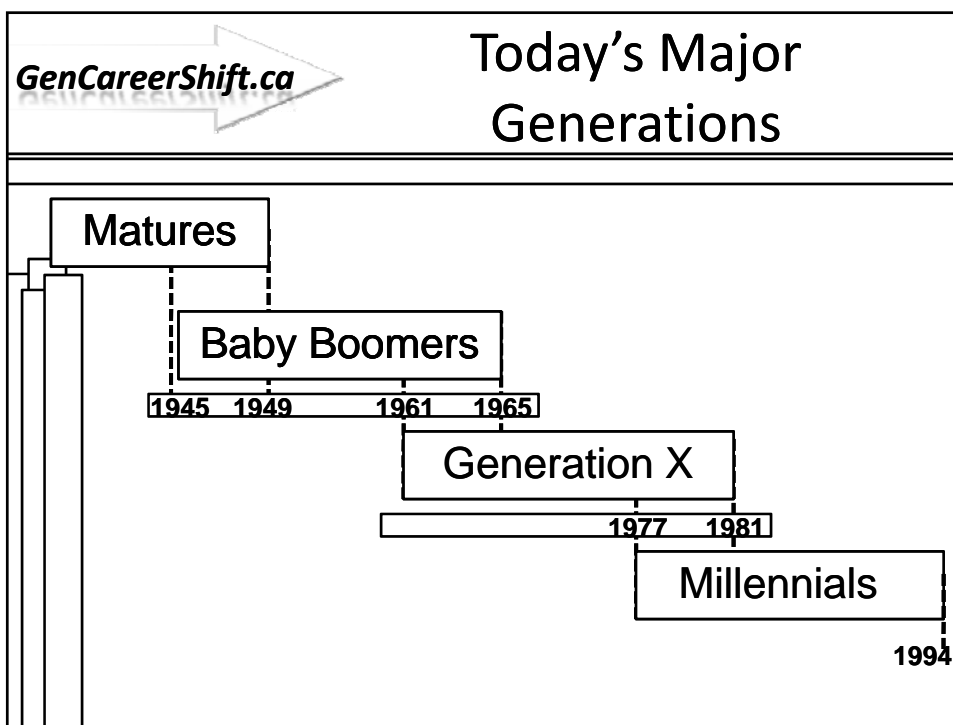 GenCareerShift.ca
Today's Major
Generations
Matures
Baby Boomers
1945 1949 1961 1965
Generation X
1977 1981
Millennials
1994